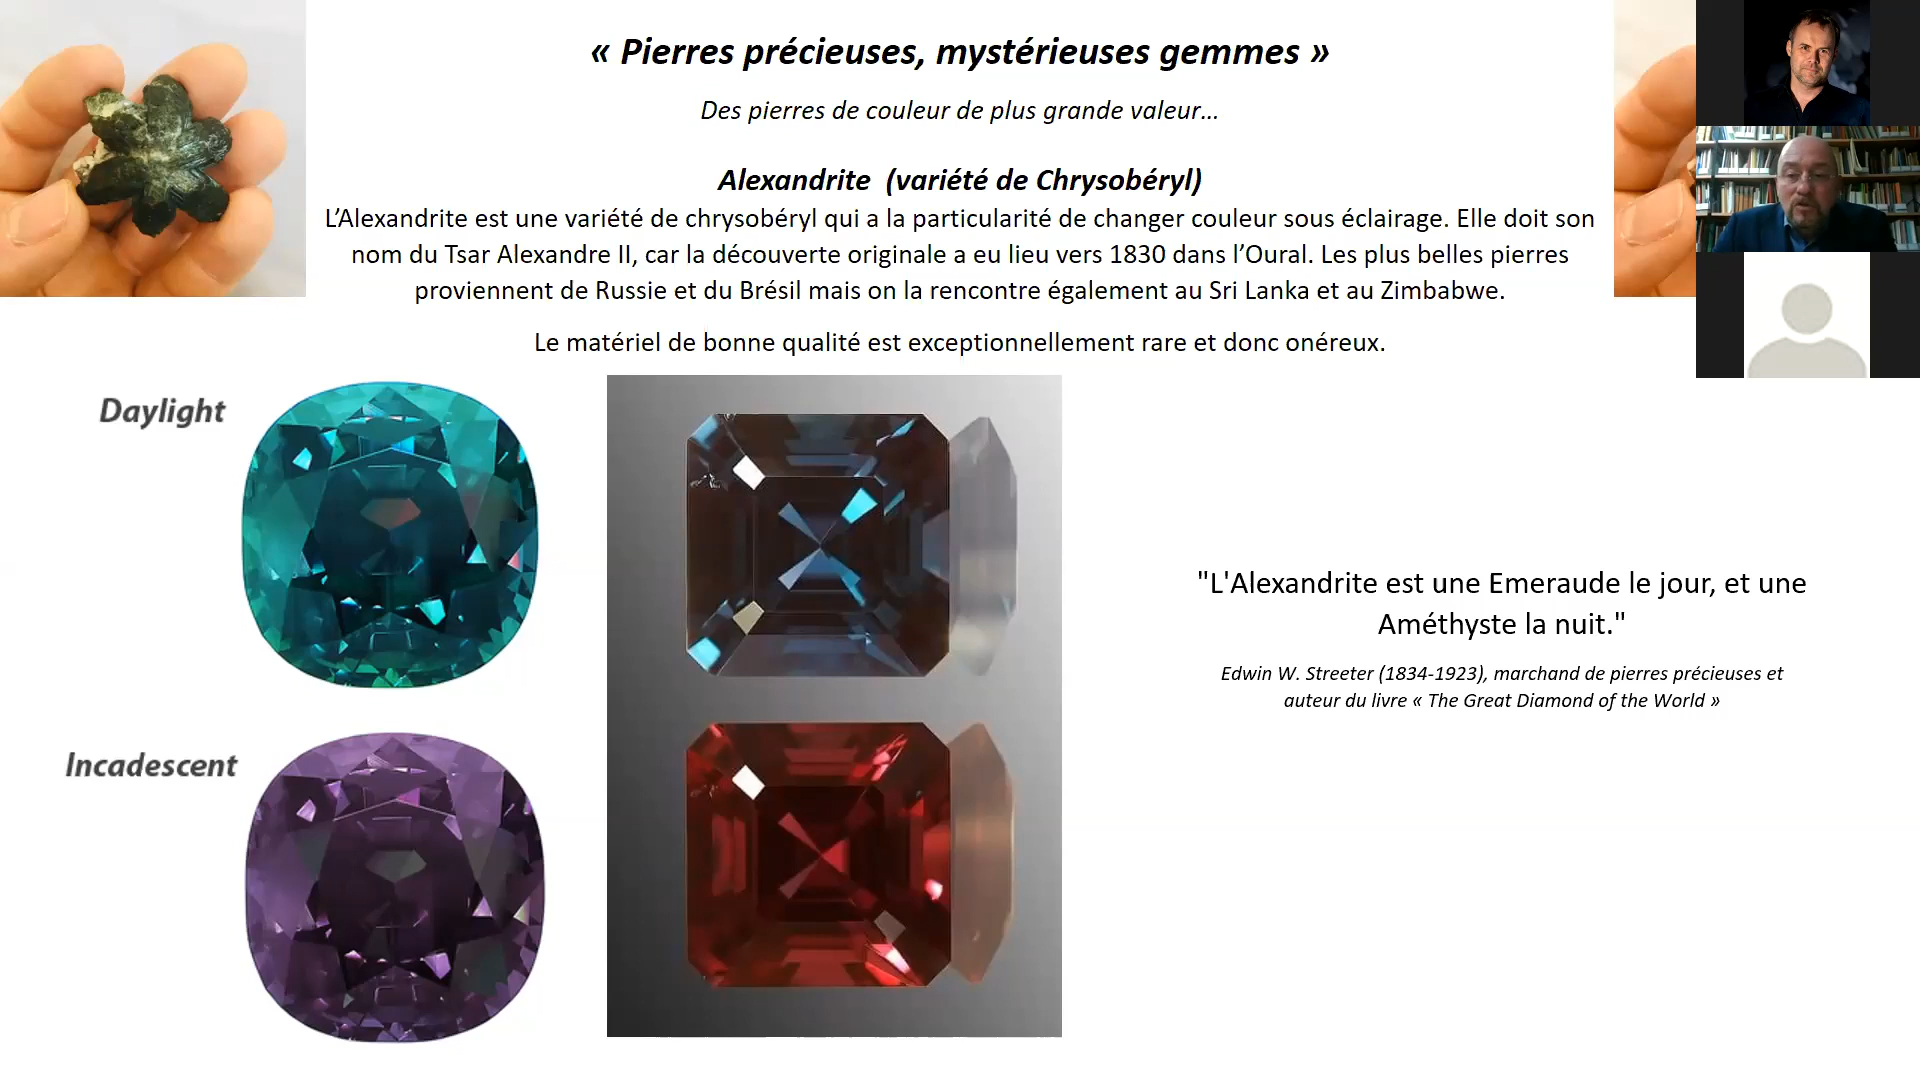 « Pierres précieuses, mystérieuses gemmes »
Des pierres de couleur de plus grande valeur…
Alexandrite  (variété de Chrysobéryl)
L’Alexandrite est une variété de chrysobéryl qui a la particularité de changer couleur sous éclairage. Elle doit son
nom du Tsar Alexandre II, car la découverte originale a eu lieu vers 1830 dans l’Oural. Les plus belles pierres
proviennent de Russie et du Brésil mais on la rencontre également au Sri Lanka et au Zimbabwe.
Le matériel de bonne qualité est exceptionnellement rare et donc onéreux.
Daylight
Incadescent
"L'Alexandrite est une Emeraude le jour, et une
Améthyste la nuit."
Edwin W. Streeter (1834-1923), marchand de pierres précieuses et
auteur du livre « The Great Diamond of the World »